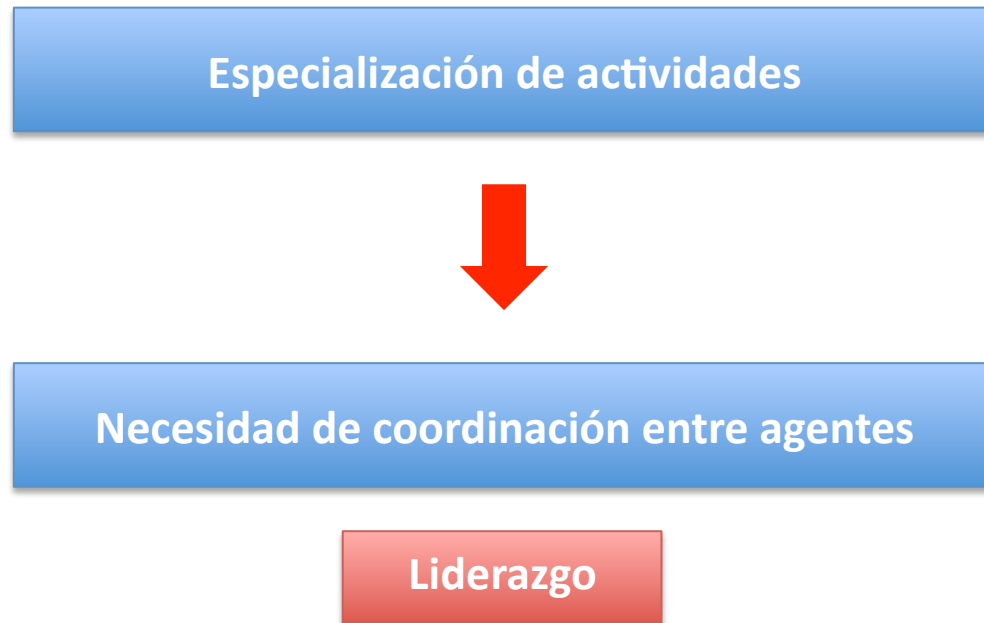 Especialización de actividades
Necesidad de coordinación entre agentes
Liderazgo